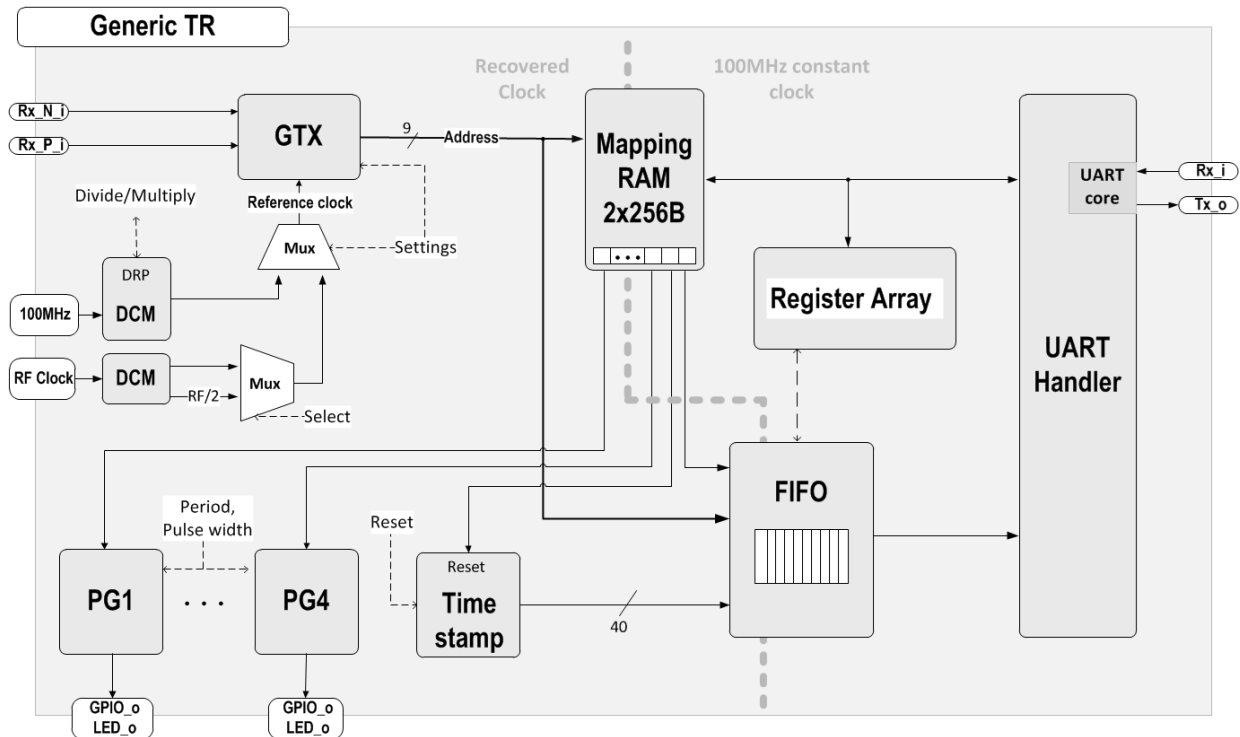 Generic TR
Recovered
Clock
100MHz constant
clock
Rx_N_i
Rx_P_i
GTX
9
Address
Mapping
RAM
2x256B
...
UART
core
Rx_i
Tx_o
Divide/Multiply
Reference clock
Mux
Settings
DRP
DCM
100MHz
Register Array
UART
Handler
RF Clock
DCM
RF/2
Mux
Select
FIFO
Period,
Pulse width
Reset
PG1
...
PG4
Reset
Time
stamp
40
GPIO_o
LED_o
GPIO_o
LED_o